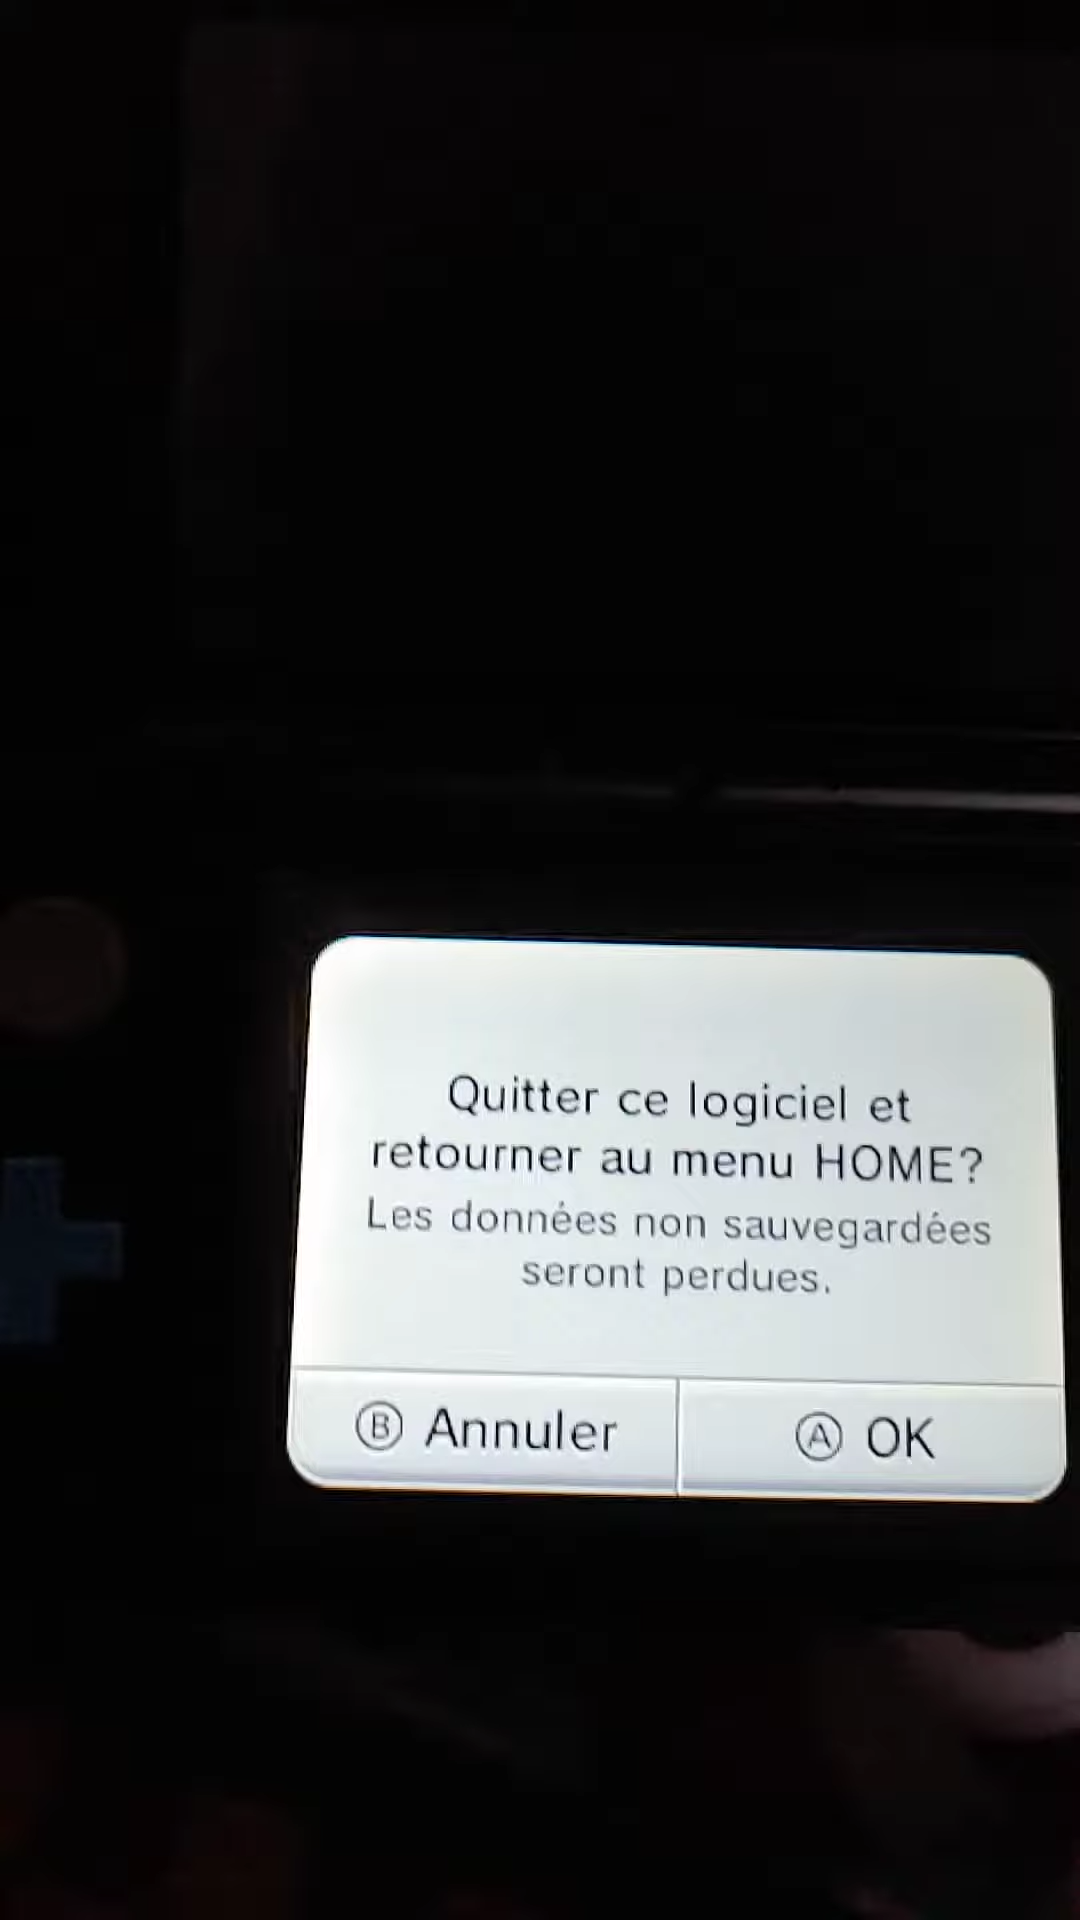 Quitter ce logiciel et
retourner au menu HOME?
Les données non sauvegardées
seront perdues.
Ⓑ Annuler
Ⓐ OK